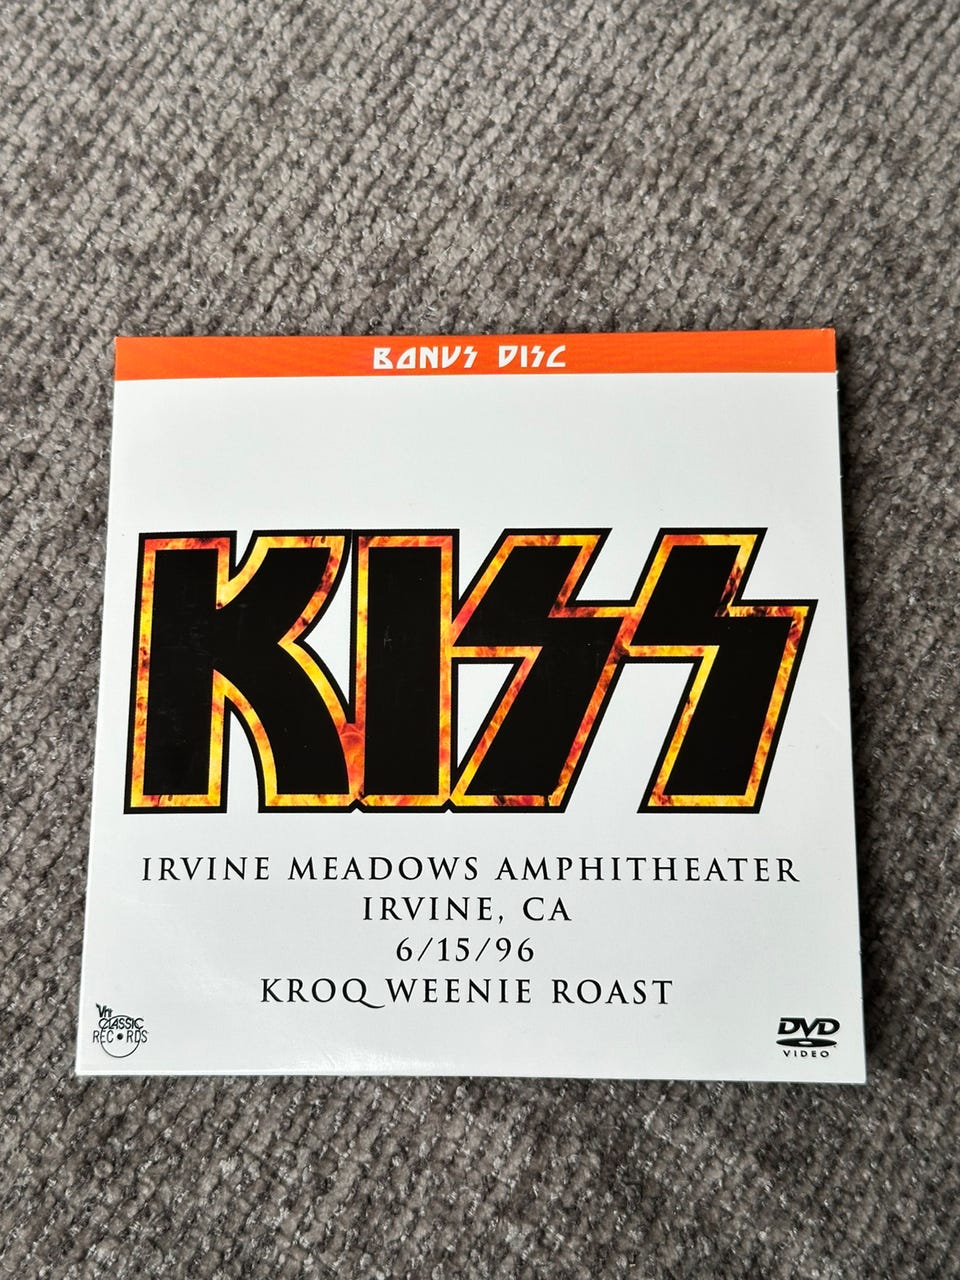 BONUS DISC
KISS
IRVINE MEADOWS AMPHITHEATER
IRVINE, CA
6/15/96
KROQ WEENIE ROAST
VH1
CLASSIC
RECORDS
DVD
VIDEO